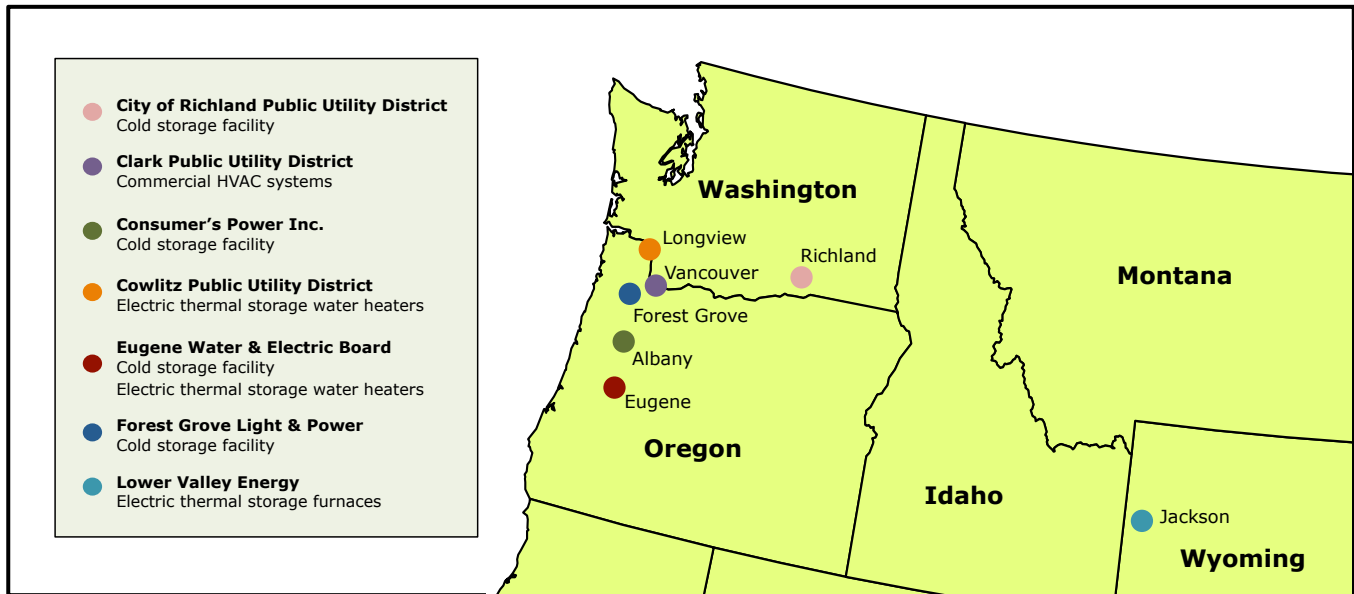 City of Richland Public Utility District
Cold storage facility
Clark Public Utility District
Commercial HVAC systems
Consumer’s Power Inc.
Cold storage facility
Cowlitz Public Utility District
Electric thermal storage water heaters
Eugene Water & Electric Board
Cold storage facility
Electric thermal storage water heaters
Forest Grove Light & Power
Cold storage facility
Lower Valley Energy
Electric thermal storage furnaces
Washington
Longview
Richland
Vancouver
Montana
Forest Grove
Albany
Eugene
Oregon
Idaho
Jackson
Wyoming